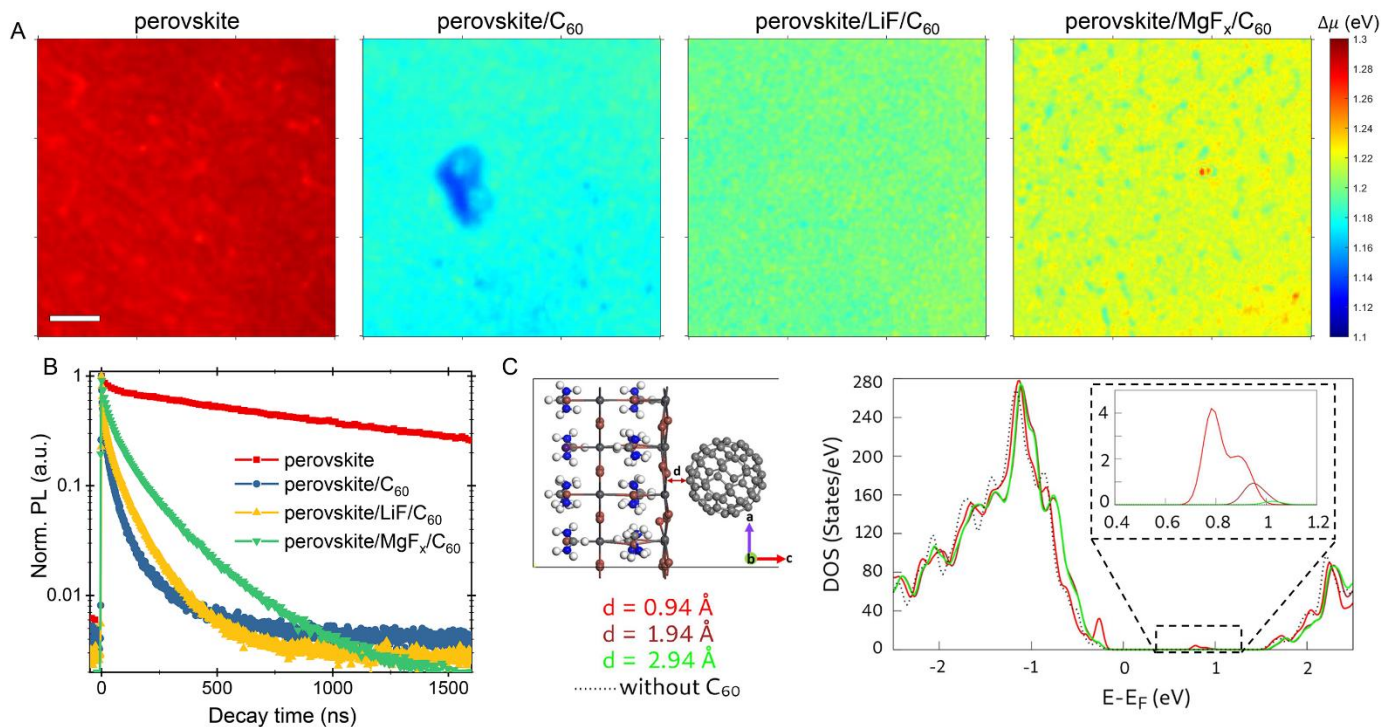 A
perovskite
perovskite/C₆₀
perovskite/LiF/C₆₀
perovskite/MgFₓ/C₆₀
Δμ (eV)
1.3
1.28
1.26
1.24
1.22
1.2
1.18
1.16
1.14
1.12
1.1
B
Norm. PL (a.u.)
1
0.1
0.01
0
500
1000
1500
Decay time (ns)
perovskite
perovskite/C₆₀
perovskite/LiF/C₆₀
perovskite/MgFₓ/C₆₀
C
d
a
b
c
d = 0.94 Å
d = 1.94 Å
d = 2.94 Å
without C₆₀
DOS (States/eV)
280
240
200
160
120
80
40
0
-2
-1
0
1
2
E-E_F (eV)
4
2
0
0.4
0.6
0.8
1
1.2